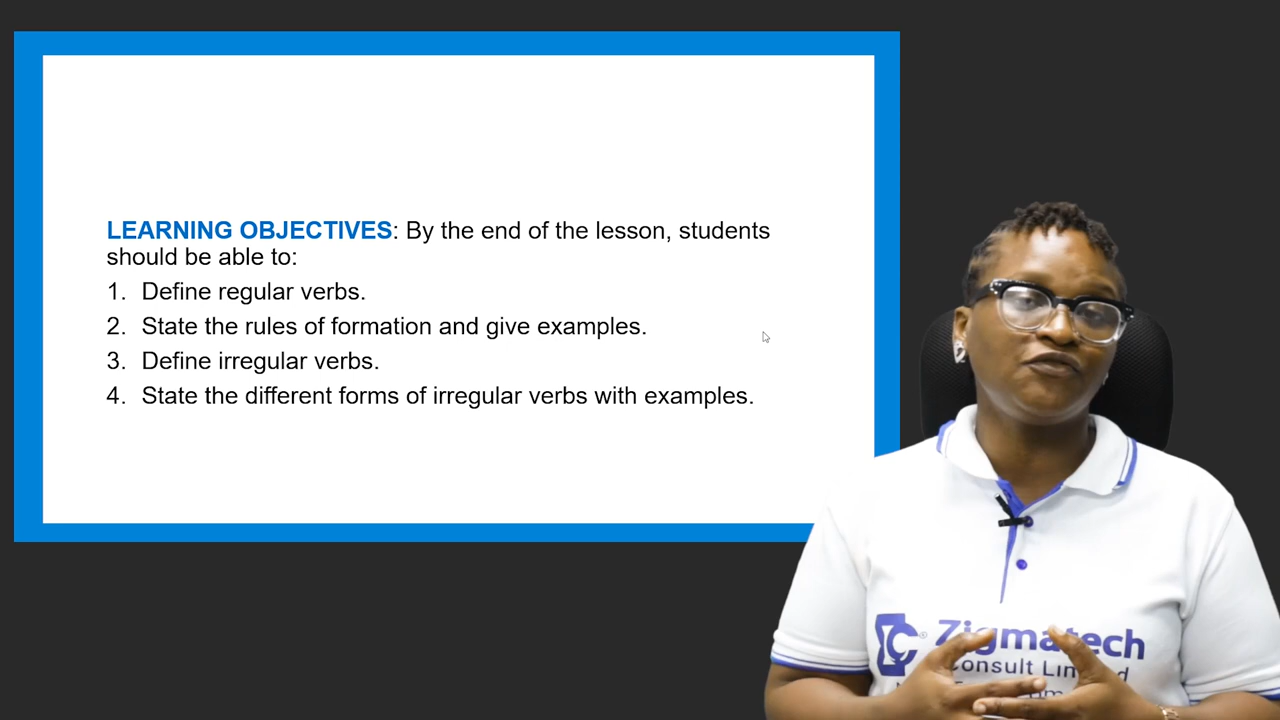 LEARNING OBJECTIVES: By the end of the lesson, students
should be able to:
1. Define regular verbs.
2. State the rules of formation and give examples.
3. Define irregular verbs.
4. State the different forms of irregular verbs with examples.
Zigmatech
Consult Limited